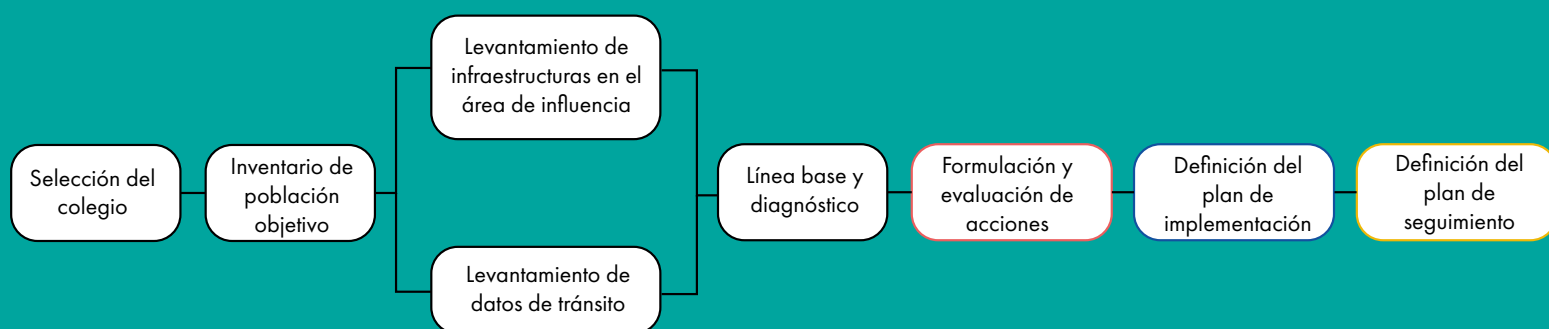 Selección del
colegio
Inventario de
población
objetivo
Levantamiento de
infraestructuras en el
área de influencia
Levantamiento de
datos de tránsito
Línea base y
diagnóstico
Formulación y
evaluación de
acciones
Definición del
plan de
implementación
Definición del
plan de
seguimiento